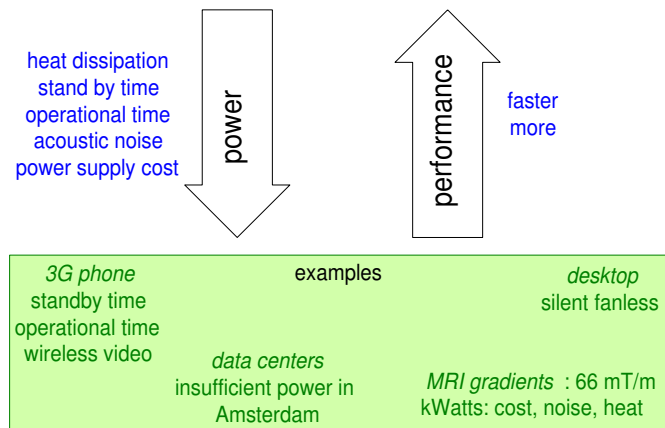 heat dissipation
stand by time
operational time
acoustic noise
power supply cost
power
performance
faster
more
examples
3G phone
standby time
operational time
wireless video
data centers
insufficient power in
Amsterdam
desktop
silent fanless
MRI gradients : 66 mT/m
kWatts: cost, noise, heat